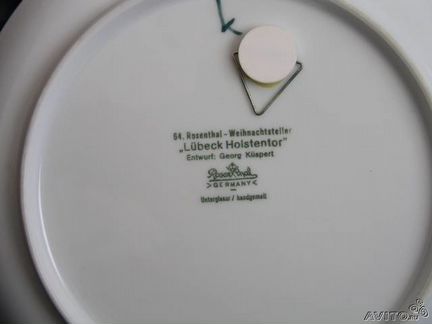 64. Rosenthal - Weihnachtsteller
„Lübeck Holstentor"
Entwurf: Georg Küspert
Rosenthal
>GERMANY<
Unterglasur / handgemalt
AVITO.ru